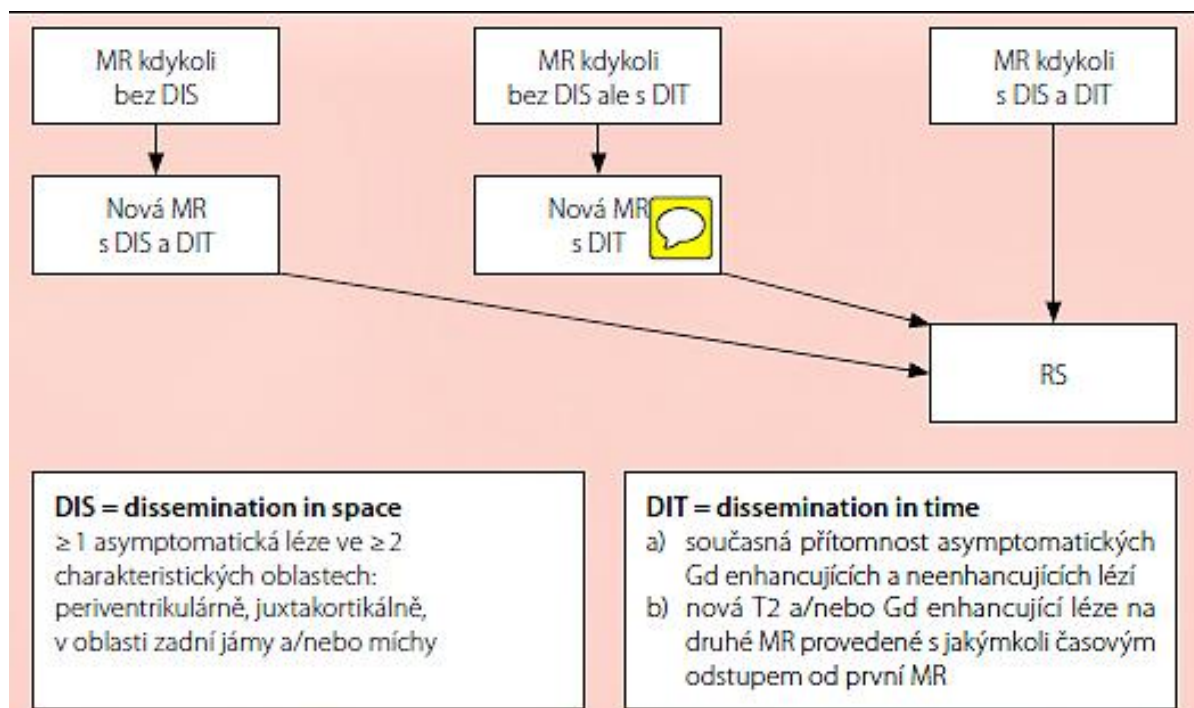 MR kdykoli
bez DIS
MR kdykoli
bez DIS ale s DIT
MR kdykoli
s DIS a DIT
Nová MR
s DIS a DIT
Nová MR
s DIT
RS
DIS = dissemination in space
≥ 1 asymptomatická léze ve ≥ 2
charakteristických oblastech:
periventrikulárně, juxtakortikálně,
v oblasti zadní jámy a/nebo míchy
DIT = dissemination in time
a) současná přítomnost asymptomatických
Gd enhancujících a neenhancujících lézí
b) nová T2 a/nebo Gd enhancující léze na
druhé MR provedené s jakýmkoli časovým
odstupem od první MR